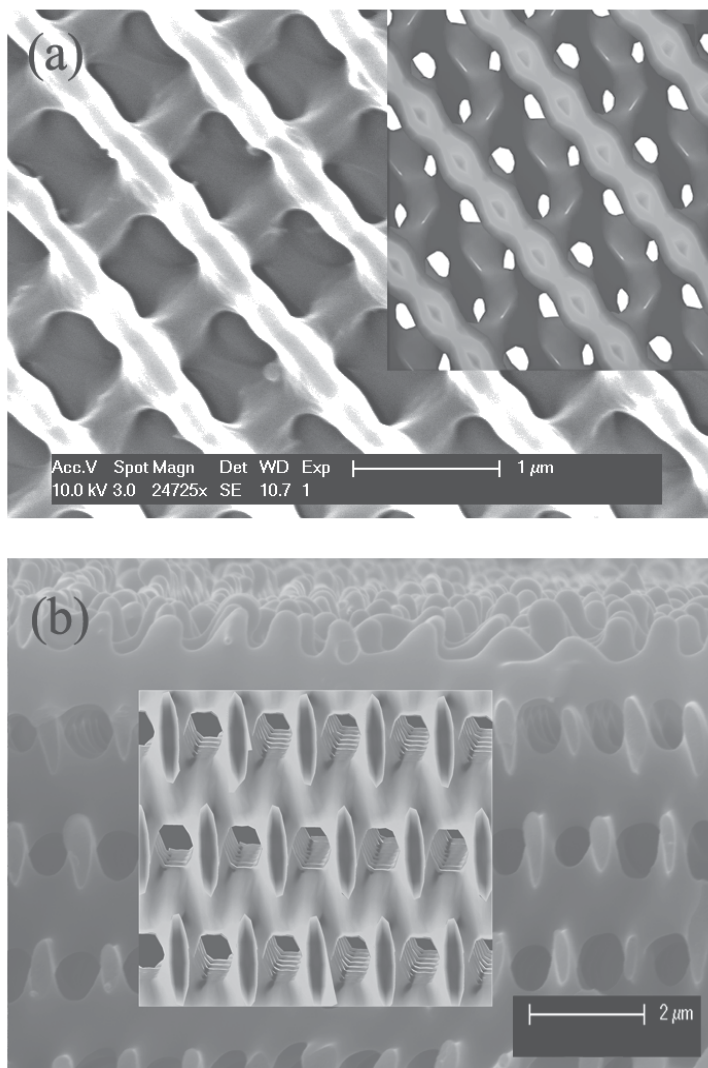 (a)
Acc.V Spot Magn Det WD Exp 1 μm
10.0 kV 3.0 24725x SE 10.7 1
(b)
2 μm